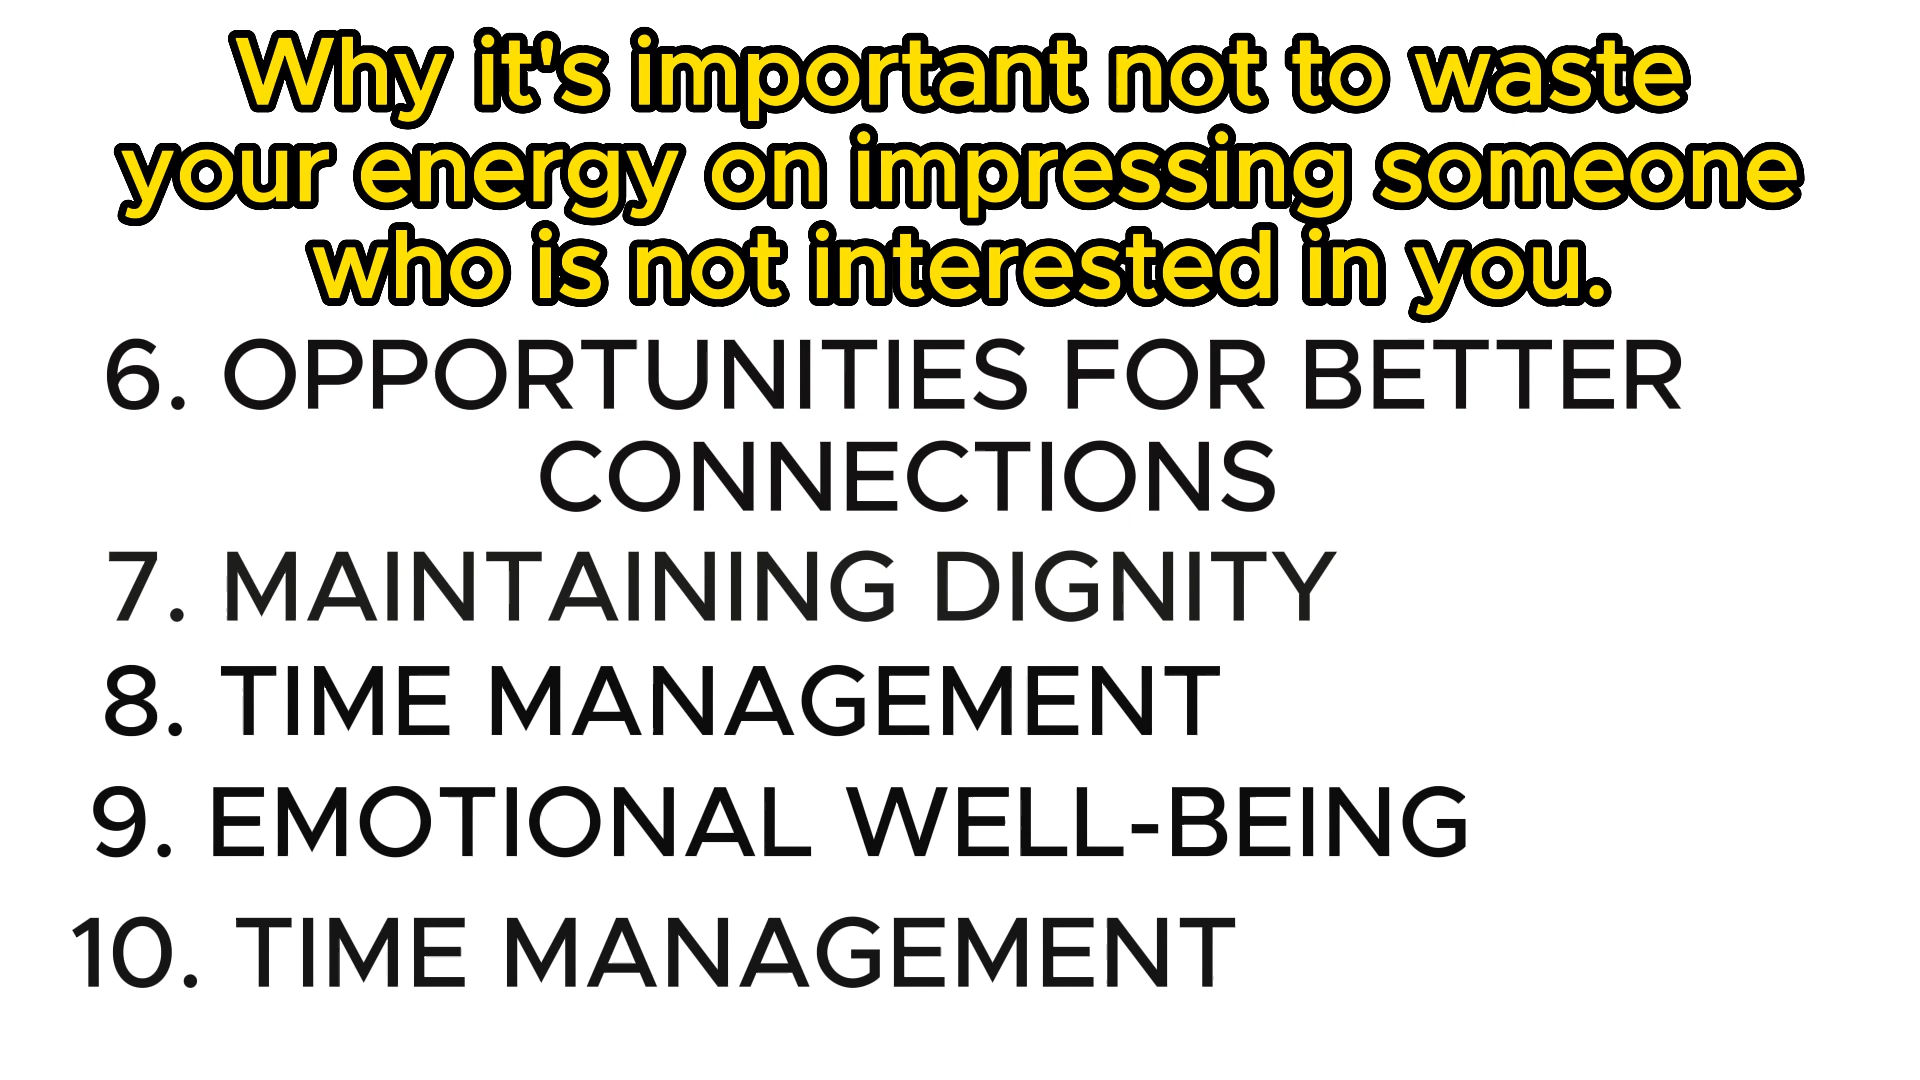 Why it's important not to waste
your energy on impressing someone
who is not interested in you.
6. OPPORTUNITIES FOR BETTER
CONNECTIONS
7. MAINTAINING DIGNITY
8. TIME MANAGEMENT
9. EMOTIONAL WELL-BEING
10. TIME MANAGEMENT